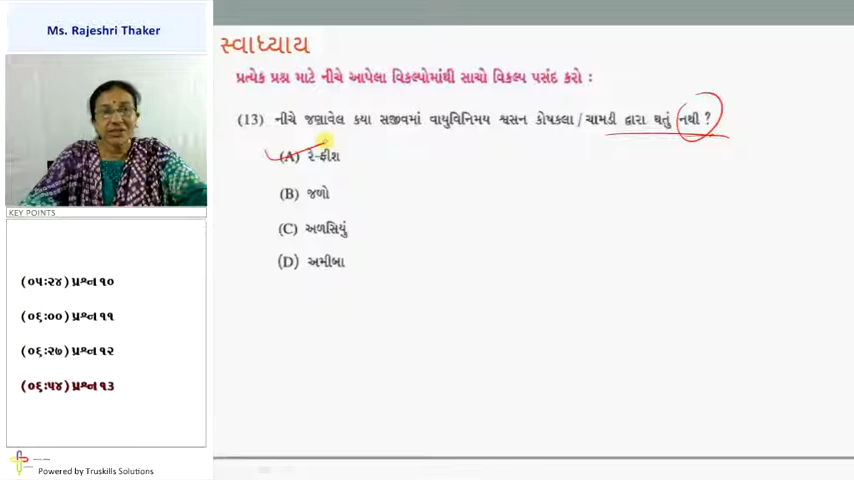 Ms. Rajeshri Thaker
સ્વાધ્યાય
પ્રત્યેક પ્રશ્ન માટે નીચે આપેલા વિકલ્પોમાંથી સાચો વિકલ્પ પસંદ કરો :
(13) નીચે જણાવેલ કયા સજીવમાં વાયુવિનિમય શ્વસન કોષકલા / ચામડી દ્વારા થતું નથી ?
(A) રે-ફીશ
(B) જળો
(C) અળસિયું
(D) અમીબા
KEY POINTS
(૦૫:૨૪) પ્રશ્ન ૧૦
(૦૬:૦૦) પ્રશ્ન ૧૧
(૦૬:૨૭) પ્રશ્ન ૧૨
(૦૬:૫૪) પ્રશ્ન ૧૩
Powered by Truskills Solutions